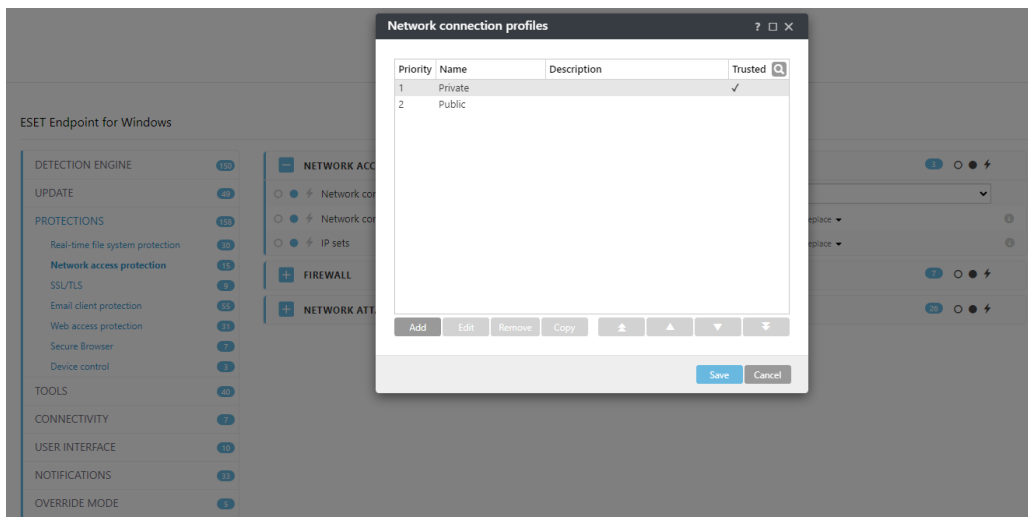 Network connection profiles
?
Priority Name Description Trusted
1 Private ✓
2 Public
Add Edit Remove Copy
Save Cancel
ESET Endpoint for Windows
DETECTION ENGINE 150
UPDATE 49
PROTECTIONS
Real-time file system protection 30
Network access protection 15
SSL/TLS 9
Email client protection 55
Web access protection 31
Secure Browser 7
Device control 3
TOOLS 40
CONNECTIVITY 7
USER INTERFACE
NOTIFICATIONS 33
OVERRIDE MODE 5
NETWORK ACC 3
Network cor
Network cor eplace
IP sets eplace
FIREWALL 7
NETWORK ATT